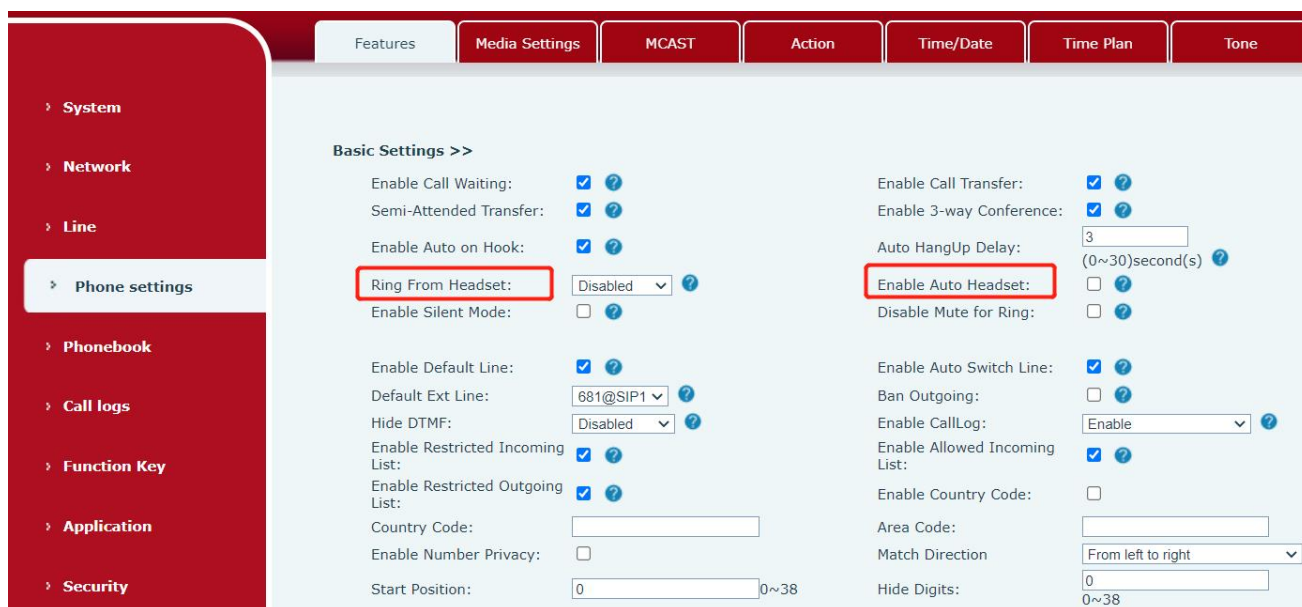 Features Media Settings MCAST Action Time/Date Time Plan Tone
System
Network
Line
Phone settings
Phonebook
Call logs
Function Key
Application
Security
Basic Settings >>
Enable Call Waiting: Enable Call Transfer:
Semi-Attended Transfer: Enable 3-way Conference:
Enable Auto on Hook: Auto HangUp Delay: 3
(0~30)second(s)
Ring From Headset: Disabled Enable Auto Headset:
Enable Silent Mode: Disable Mute for Ring:
Enable Default Line: Enable Auto Switch Line:
Default Ext Line: 681@SIP1 Ban Outgoing:
Hide DTMF: Disabled Enable CallLog: Enable
Enable Restricted Incoming
List:
Enable Allowed Incoming
List:
Enable Restricted Outgoing
List:
Enable Country Code:
Country Code: Area Code:
Enable Number Privacy: Match Direction From left to right
Start Position: 0 0~38 Hide Digits: 0
0~38